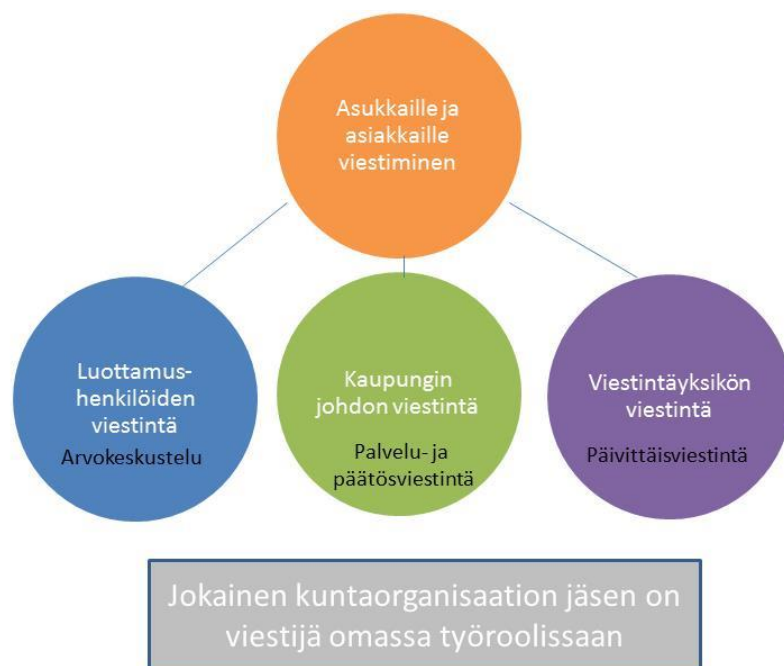 Asukkaille ja
asiakkaille
viestiminen
Luottamus-
henkilöiden
viestintä
Arvokeskustelu
Kaupungin
johdon viestintä
Palvelu- ja
päätösviestintä
Viestintäyksikön
viestintä
Päivittäisviestintä
Jokainen kuntaorganisaation jäsen on
viestijä omassa työroolissaan